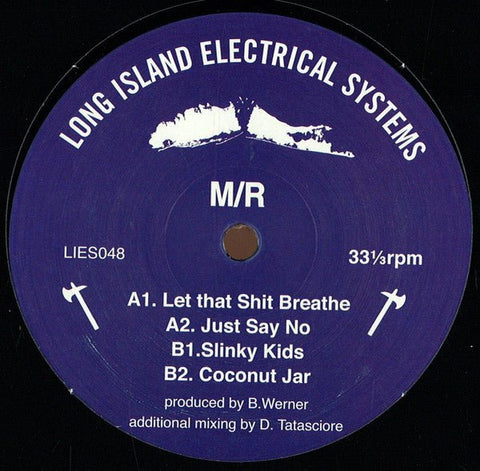 LONG ISLAND ELECTRICAL SYSTEMS
M/R
LIES048
33⅓rpm
A1. Let that Shit Breathe
A2. Just Say No
B1.Slinky Kids
B2. Coconut Jar
produced by B.Werner
additional mixing by D. Tatasciore